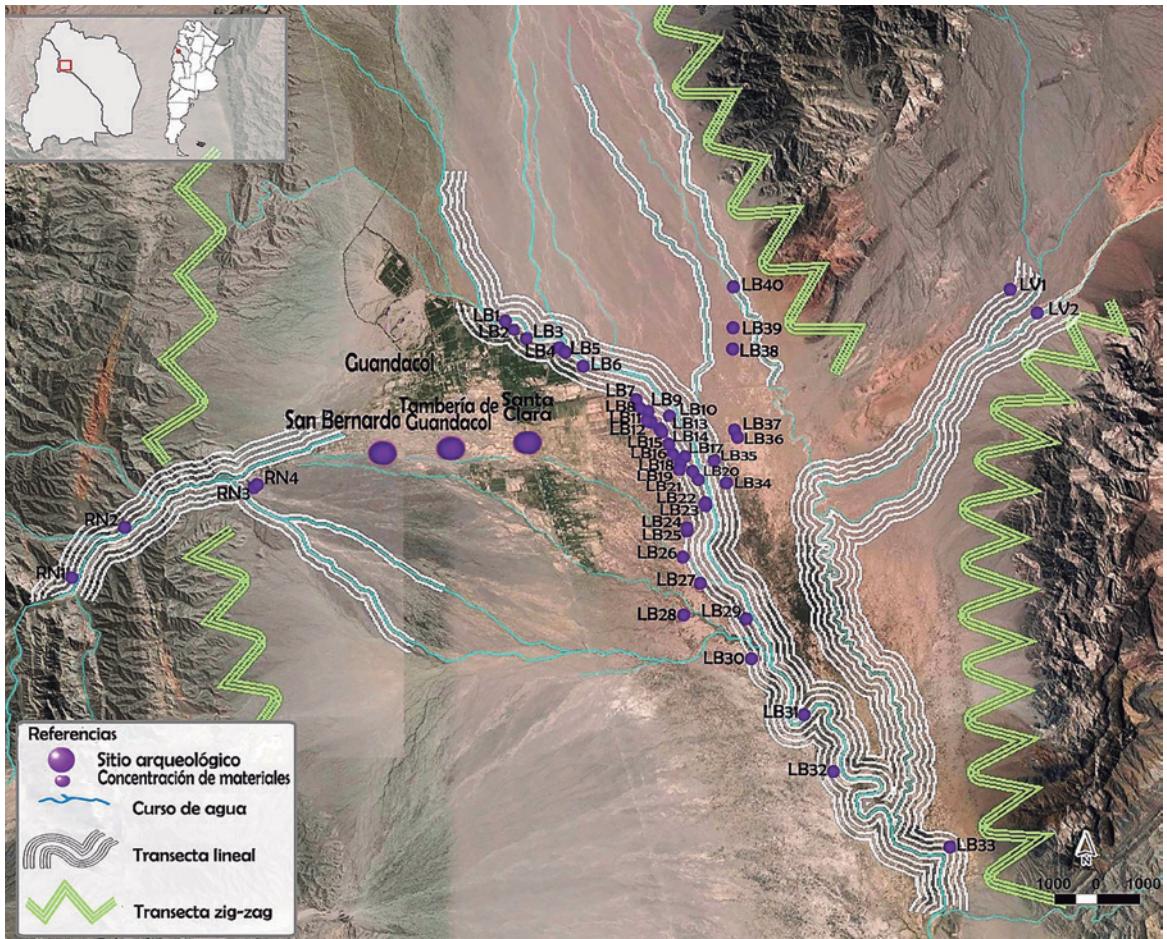 LB40
LV1
LV2
LB1
LB2
LB3
LB39
LB4
LB5
LB38
LB6
Guandacol
LB7
LB9
LB8
LB10
Tambería de
Guandacol
Santa
Clara
San Bernardo
LB12
LB13
LB37
LB14
LB36
LB15
LB16
LB17
LB35
LB18
LB20
LB19
LB34
LB21
RN4
RN3
LB22
LB23
RN2
LB24
LB25
LB26
RN1
LB27
LB28
LB29
LB30
LB31
LB32
LB33
Referencias
Sitio arqueológico
Concentración de materiales
Curso de agua
Transecta lineal
Transecta zig-zag
N
1000 0 1000